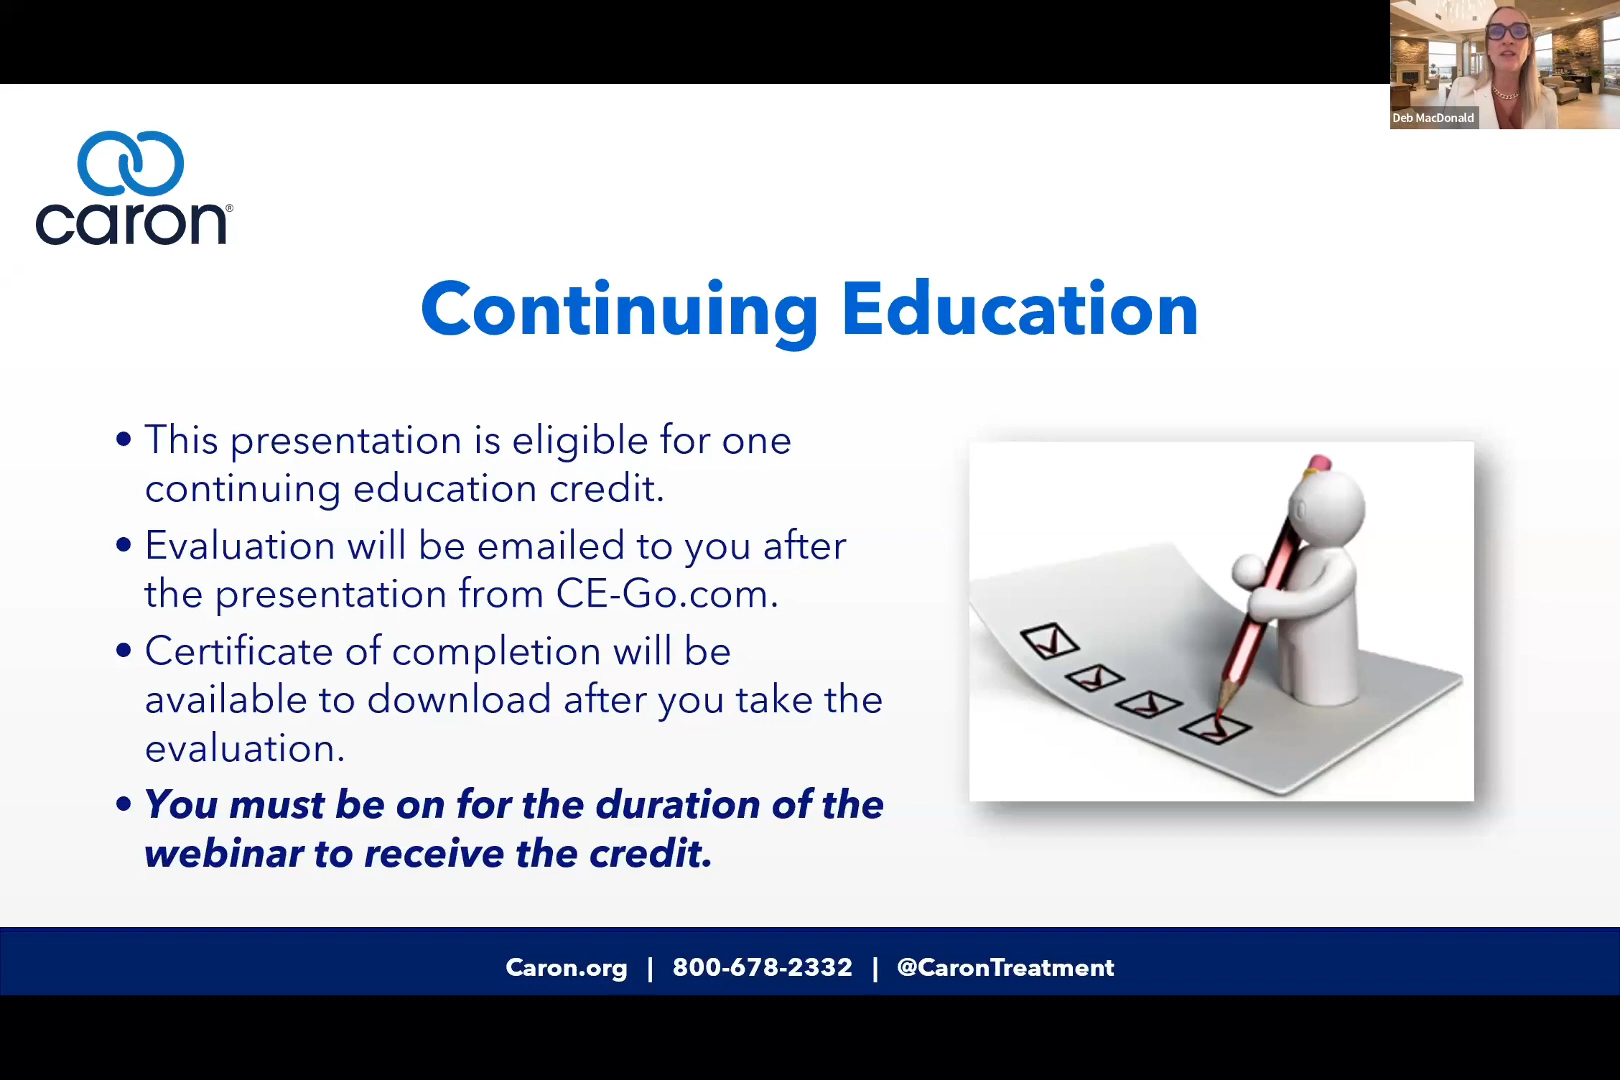 Deb MacDonald
caron®
Continuing Education
• This presentation is eligible for one
continuing education credit.
• Evaluation will be emailed to you after
the presentation from CE-Go.com.
• Certificate of completion will be
available to download after you take the
evaluation.
• You must be on for the duration of the
webinar to receive the credit.
Caron.org | 800-678-2332 | @CaronTreatment